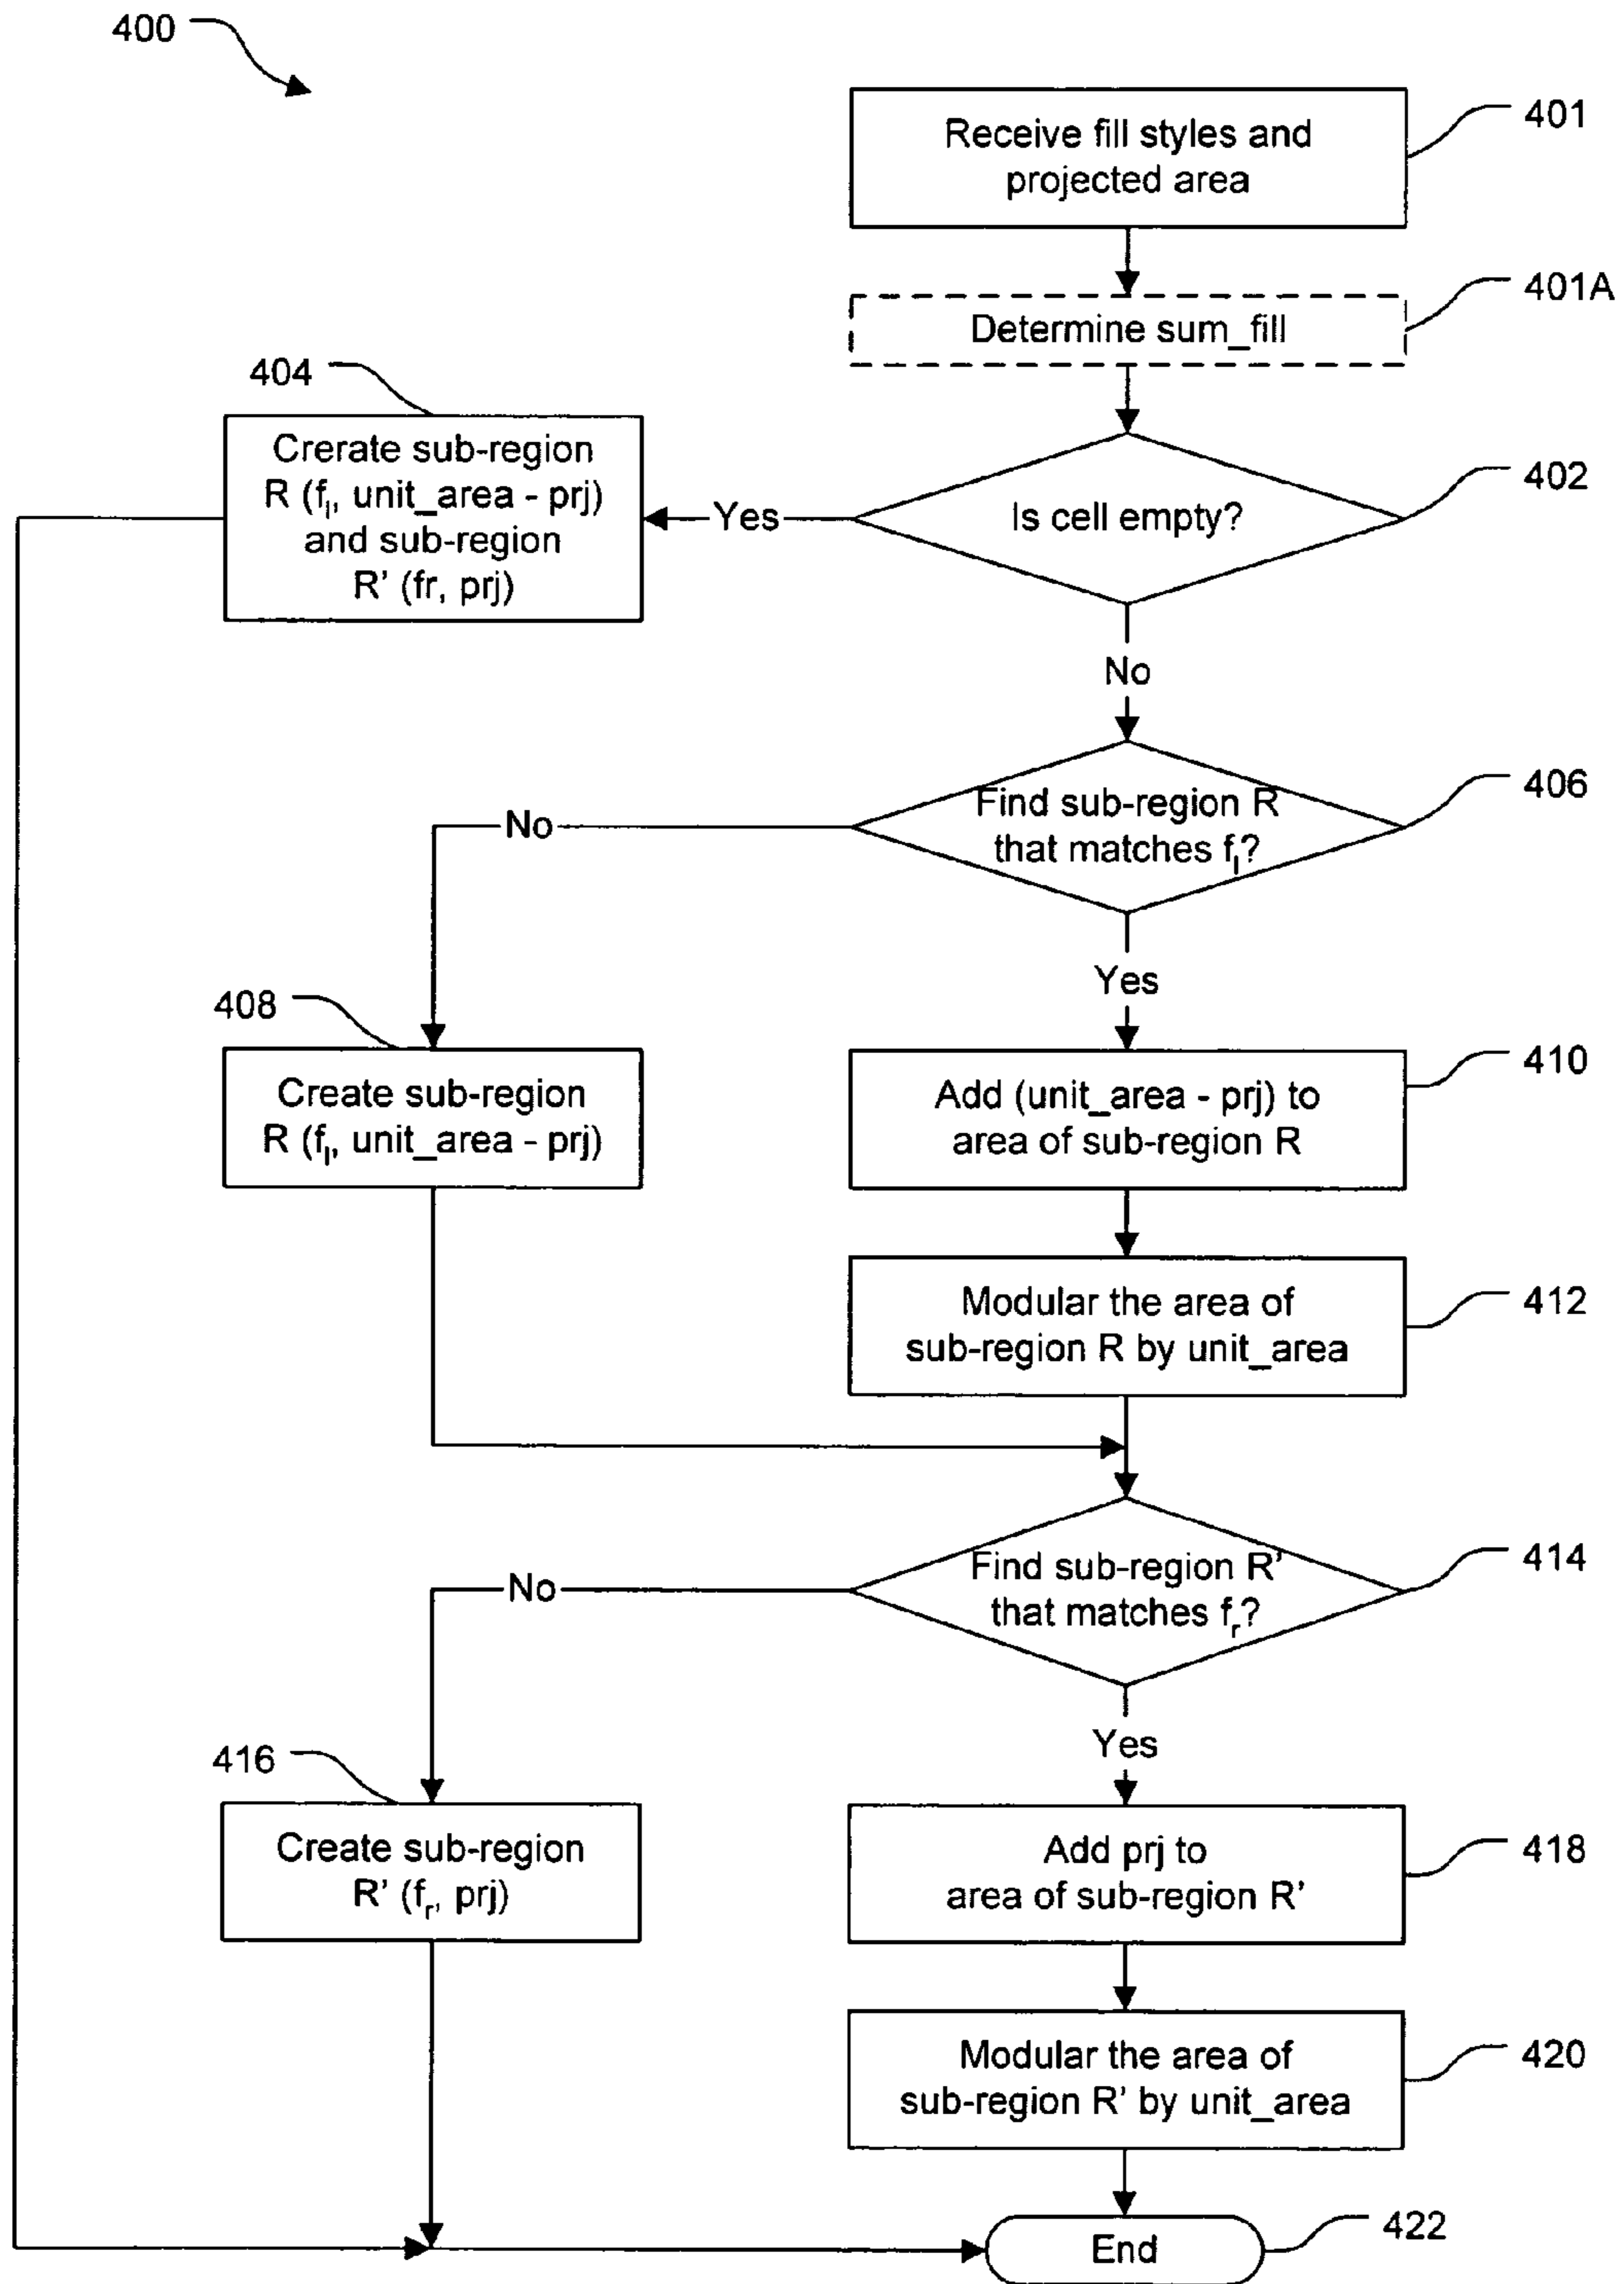 400
Receive fill styles and
projected area
401
Determine sum_fill
401A
404
Crerate sub-region
R (fl, unit_area - prj)
and sub-region
R' (fr, prj)
Yes
Is cell empty?
402
No
Find sub-region R
that matches fl?
406
No
Yes
408
Create sub-region
R (fl, unit_area - prj)
Add (unit_area - prj) to
area of sub-region R
410
Modular the area of
sub-region R by unit_area
412
Find sub-region R'
that matches fr?
414
No
Yes
416
Create sub-region
R' (fr, prj)
Add prj to
area of sub-region R'
418
Modular the area of
sub-region R' by unit_area
420
End
422